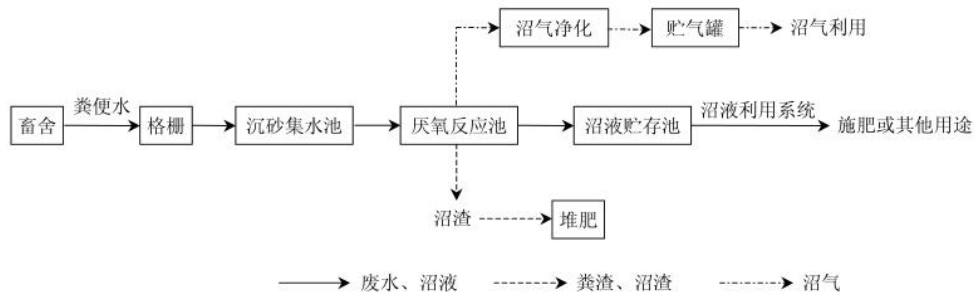 沼气净化
贮气罐
沼气利用
畜舍
粪便水
格栅
沉砂集水池
厌氧反应池
沼液贮存池
沼液利用系统
施肥或其他用途
沼渣
堆肥
废水、沼液
粪渣、沼渣
沼气